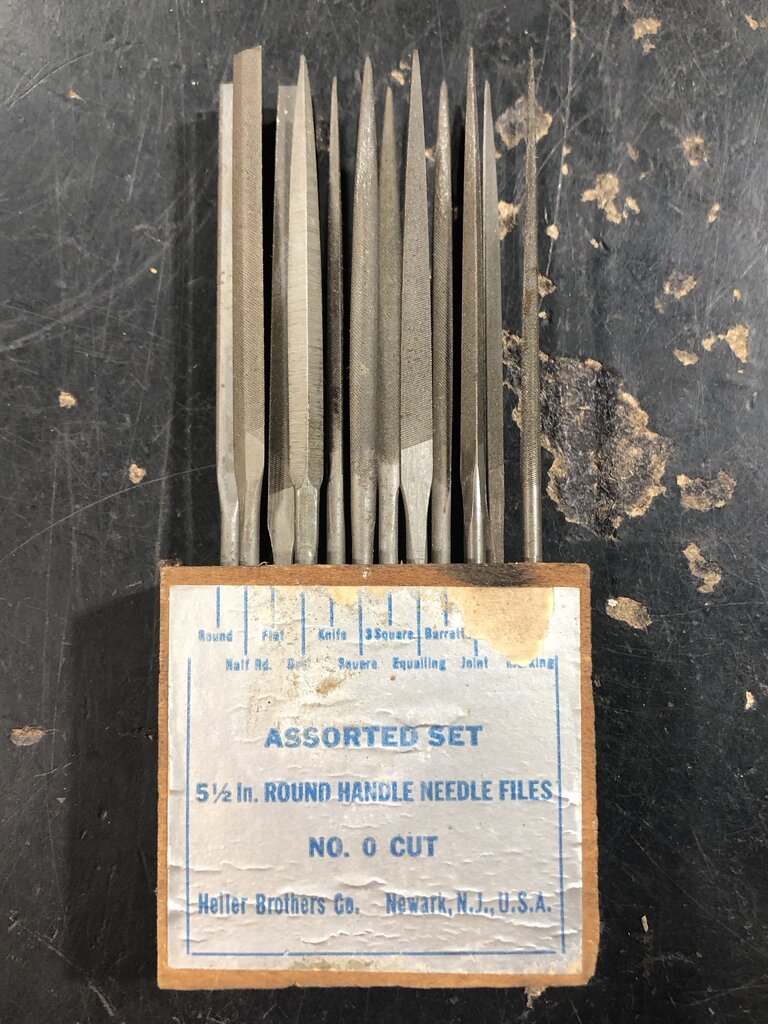 Round Flat Knife 3 Square Barrett
Half Rd. Square Equalling Joint
ASSORTED SET
5½ In. ROUND HANDLE NEEDLE FILES
NO. 0 CUT
Heller Brothers Co. Newark, N.J., U.S.A.